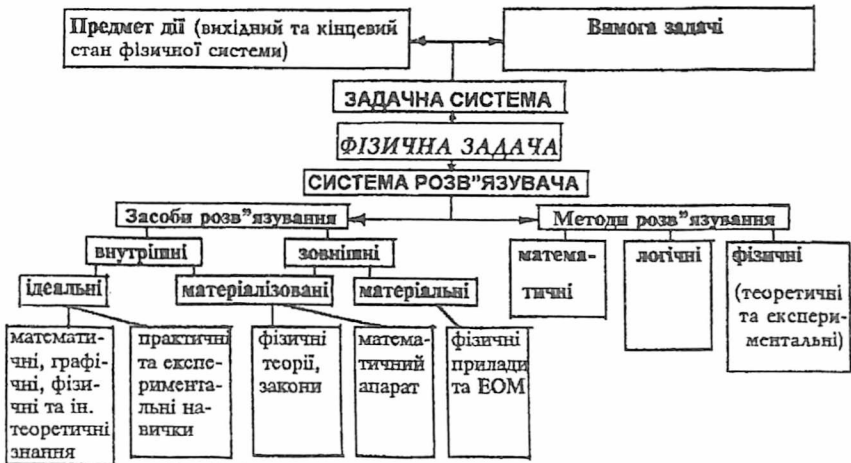 Предмет дії (вихідний та кінцевий
стан фізичної системи)
Вимога задачі
ЗАДАЧНА СИСТЕМА
ФІЗИЧНА ЗАДАЧА
СИСТЕМА РОЗВ"ЯЗУВАЧА
Засоби розв"язування
Методи розв"язування
внутрішні
зовнішні
ідеальні
матеріалізовані
матеріальні
матема-
тичні
логічні
фізичні
(теоретичні
та експери-
ментальні)
математи-
чні, графі-
чні, фізи-
чні та ін.
теоретичні
знання
практичні
та експе-
римента-
льні на-
вички
фізичні
теорії,
закони
матема-
тичний
апарат
фізичні
прилади
та ЕОМ